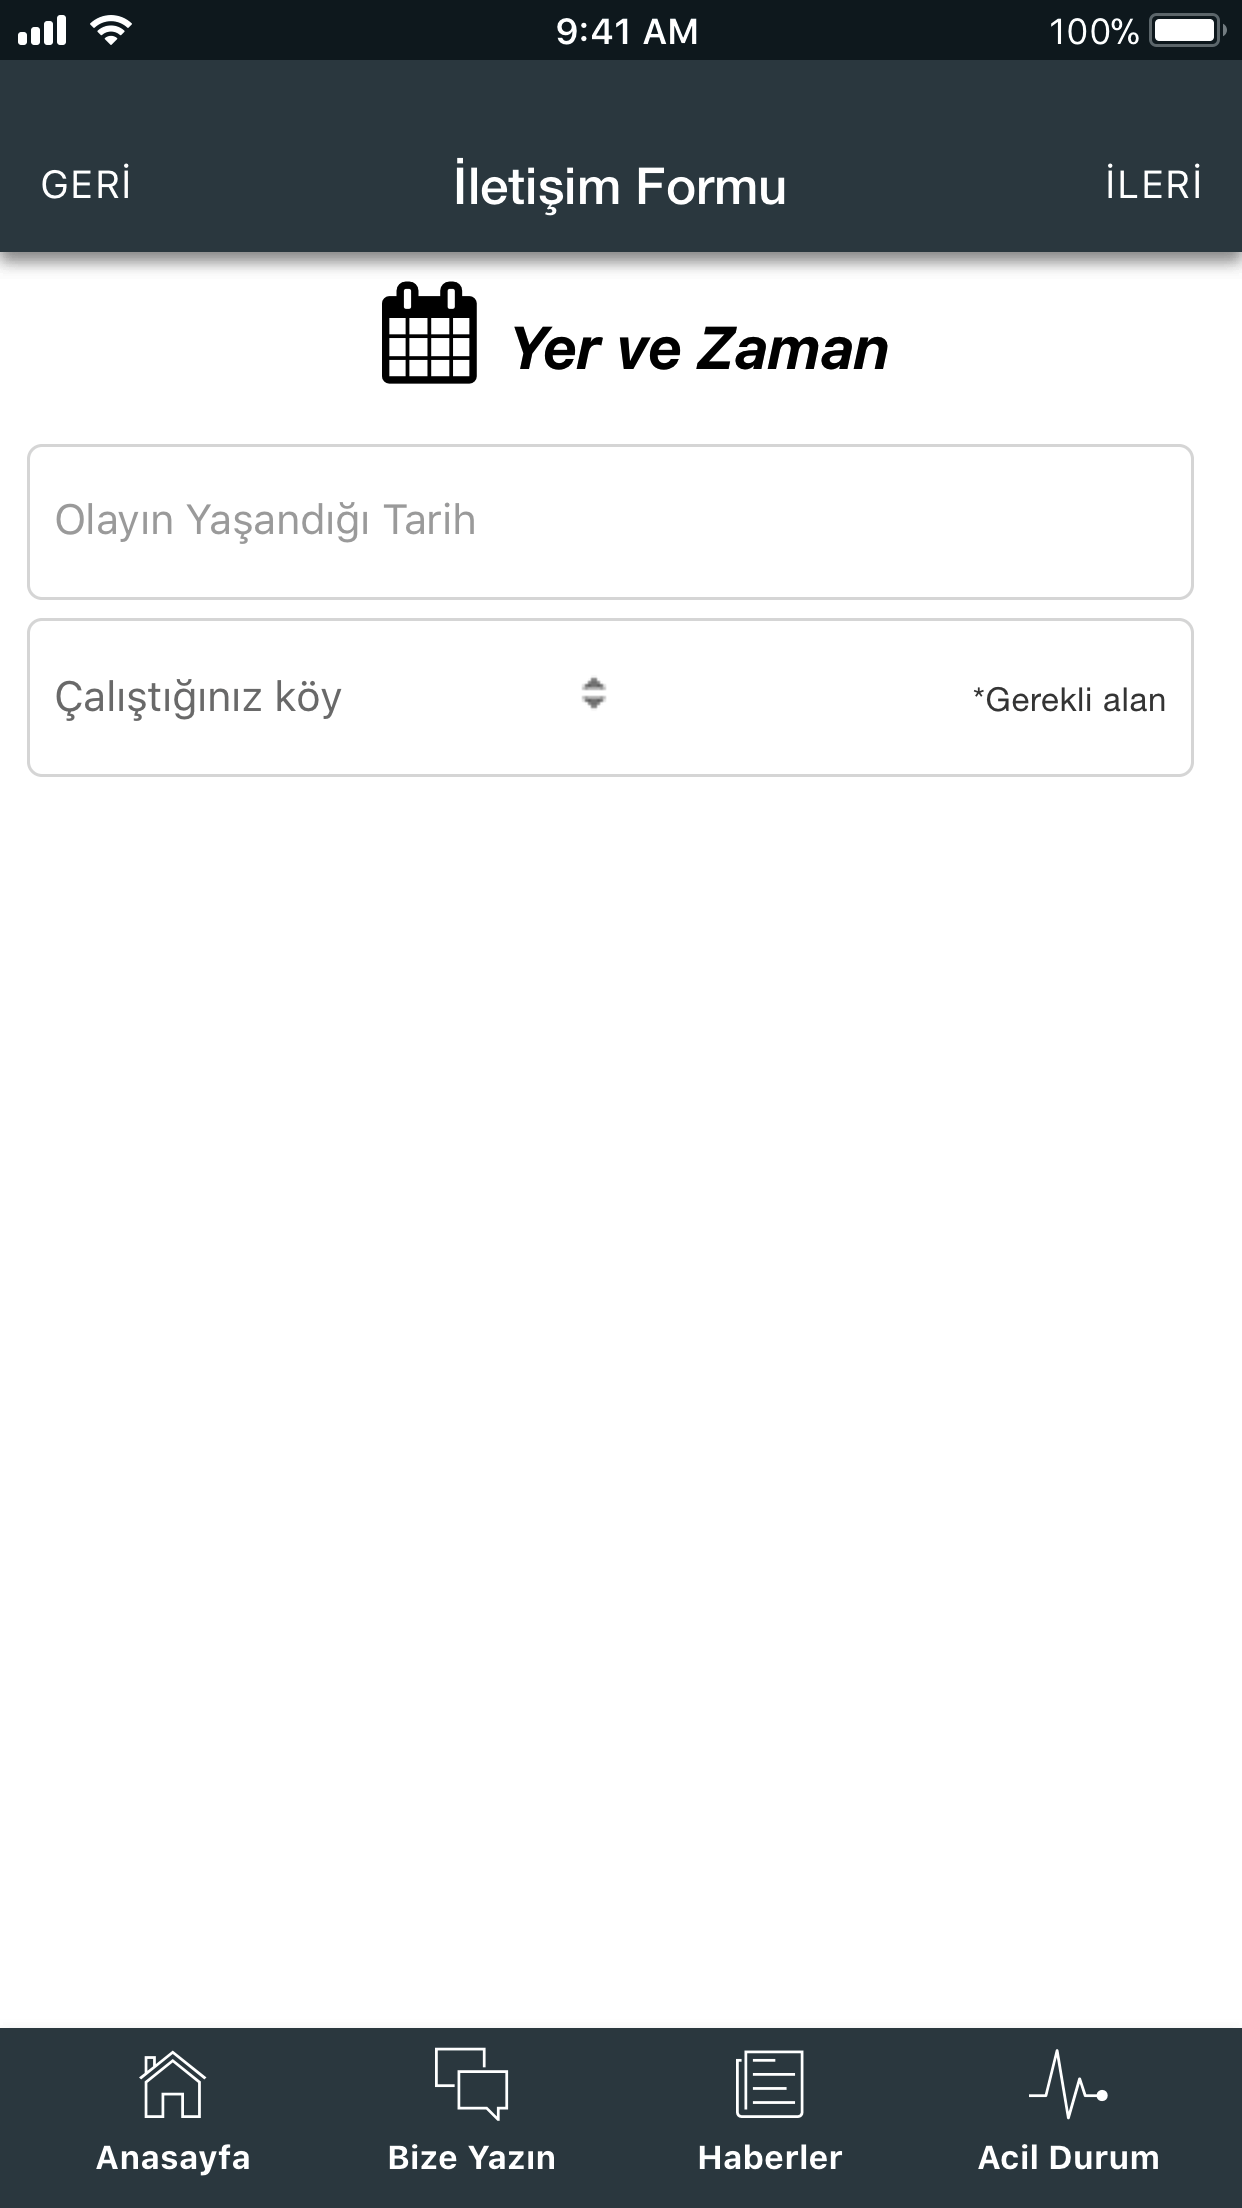 9:41 AM
100%
GERİ
İletişim Formu
İLERİ
Yer ve Zaman
Olayın Yaşandığı Tarih
Çalıştığınız köy
*Gerekli alan
Anasayfa
Bize Yazın
Haberler
Acil Durum